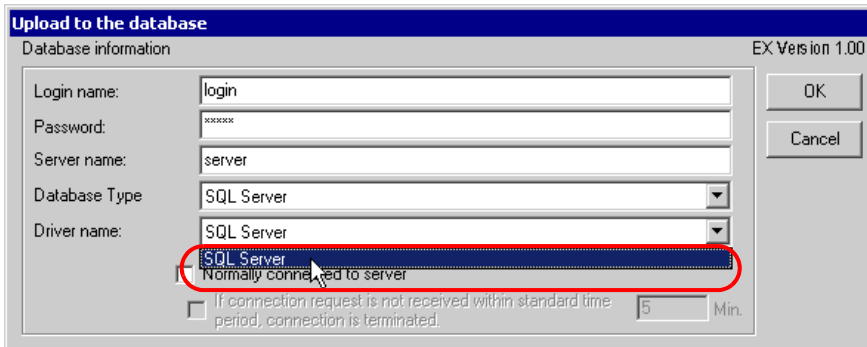 Upload to the database
Database information EX Version 1.00
Login name: login OK
Password: xxxxx
Cancel
Server name: server
Database Type SQL Server
Driver name: SQL Server
SQL Server
Normally connected to server
If connection request is not received within standard time
period, connection is terminated. 5 Min.